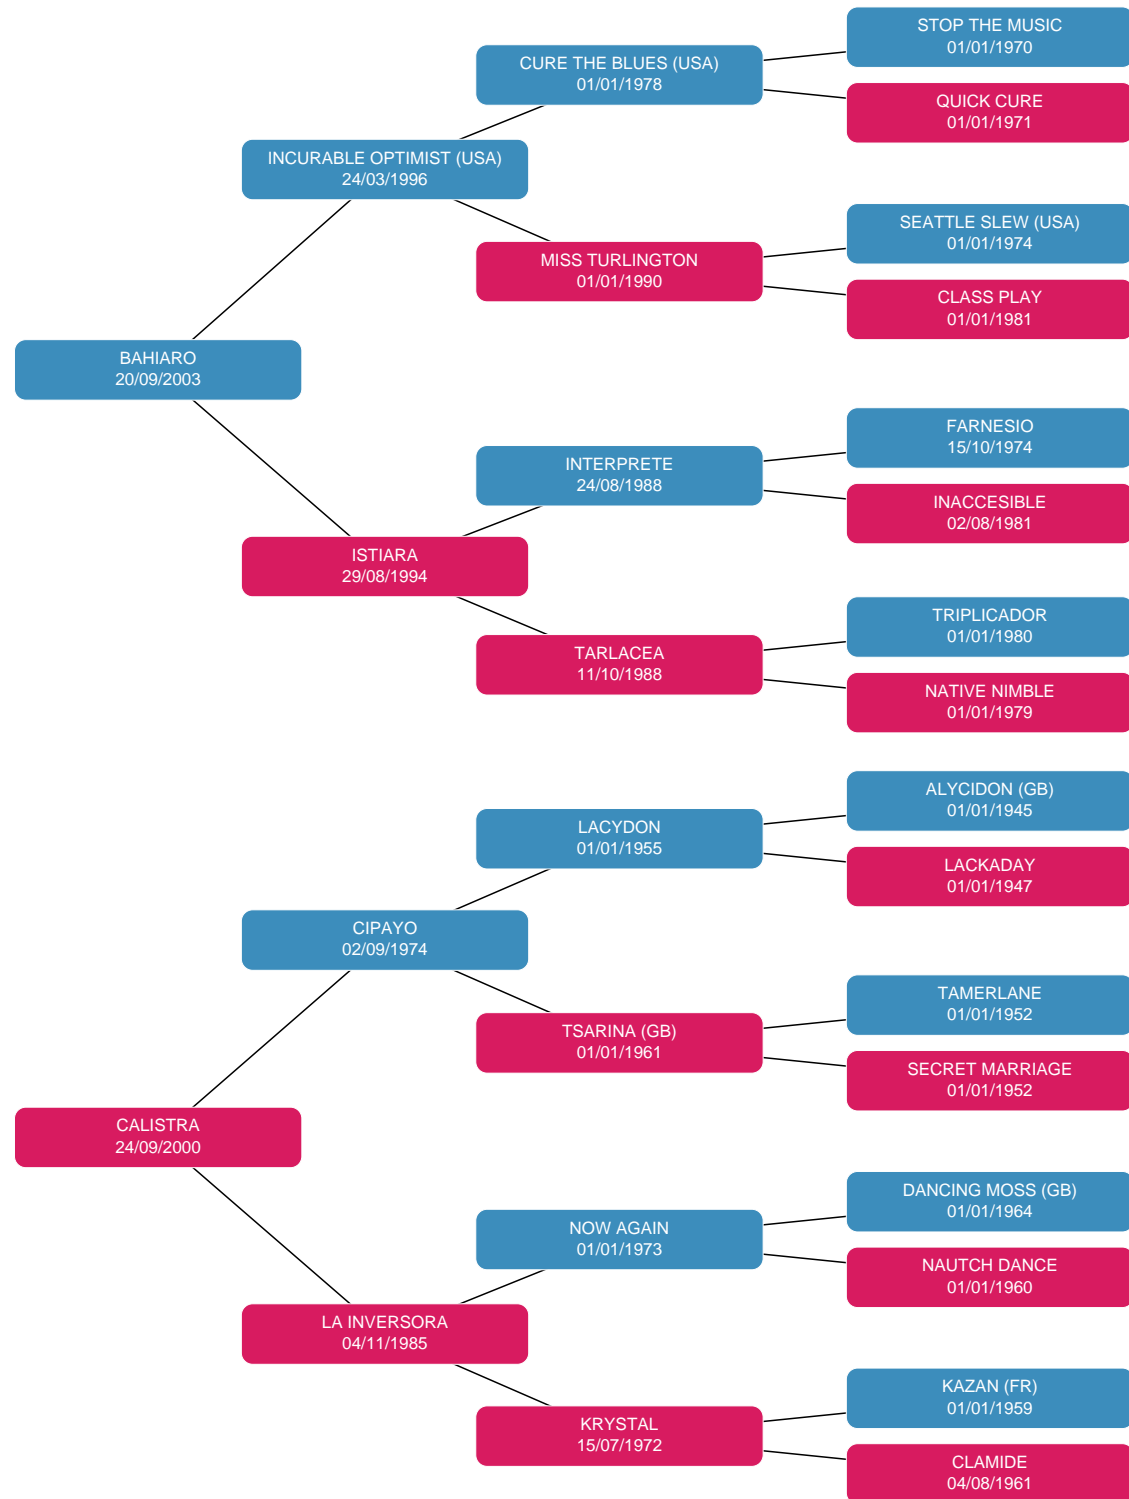 STOP THE MUSIC
01/01/1970
CURE THE BLUES (USA)
01/01/1978
QUICK CURE
01/01/1971
INCURABLE OPTIMIST (USA)
24/03/1996
SEATTLE SLEW (USA)
01/01/1974
MISS TURLINGTON
01/01/1990
CLASS PLAY
01/01/1981
BAHIARO
20/09/2003
FARNESIO
15/10/1974
INTERPRETE
24/08/1988
INACCESIBLE
02/08/1981
ISTIARA
29/08/1994
TRIPLICADOR
01/01/1980
TARLACEA
11/10/1988
NATIVE NIMBLE
01/01/1979
ALYCIDON (GB)
01/01/1945
LACYDON
01/01/1955
LACKADAY
01/01/1947
CIPAYO
02/09/1974
TAMERLANE
01/01/1952
TSARINA (GB)
01/01/1961
SECRET MARRIAGE
01/01/1952
CALISTRA
24/09/2000
DANCING MOSS (GB)
01/01/1964
NOW AGAIN
01/01/1973
NAUTCH DANCE
01/01/1960
LA INVERSORA
04/11/1985
KAZAN (FR)
01/01/1959
KRYSTAL
15/07/1972
CLAMIDE
04/08/1961